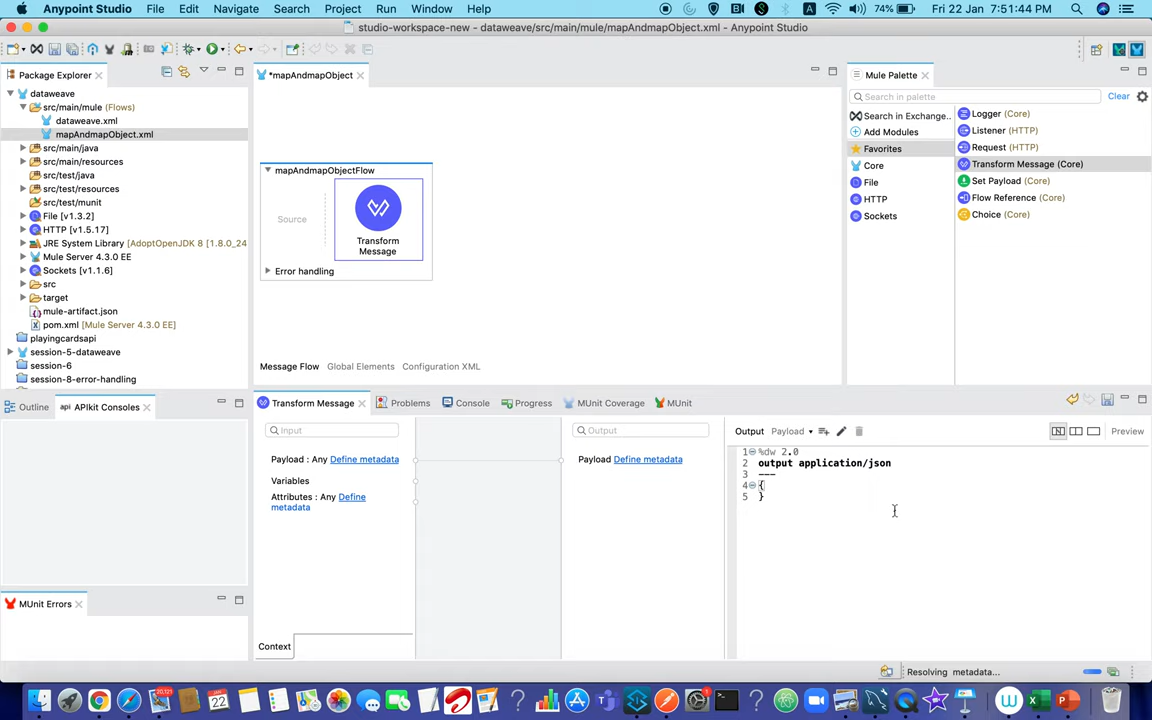 Anypoint Studio File Edit Navigate Search Project Run Window Help
74% Fri 22 Jan 7:51:44 PM
studio-workspace-new - dataweave/src/main/mule/mapAndmapObject.xml - Anypoint Studio
Package Explorer
dataweave
src/main/mule (Flows)
dataweave.xml
mapAndmapObject.xml
src/main/java
src/main/resources
src/test/java
src/test/resources
src/test/munit
File [v1.3.2]
HTTP [v1.5.17]
JRE System Library [AdoptOpenJDK 8 [1.8.0_24
Mule Server 4.3.0 EE
Sockets [v1.1.6]
src
target
mule-artifact.json
pom.xml [Mule Server 4.3.0 EE]
playingcardsapi
session-5-dataweave
session-6
session-8-error-handling
*mapAndmapObject
mapAndmapObjectFlow
Source
Transform
Message
Error handling
Message Flow Global Elements Configuration XML
Mule Palette
Search in palette
Clear
Search in Exchange..
Add Modules
Favorites
Core
File
HTTP
Sockets
Logger (Core)
Listener (HTTP)
Request (HTTP)
Transform Message (Core)
Set Payload (Core)
Flow Reference (Core)
Choice (Core)
Outline
api APIkit Consoles
MUnit Errors
Transform Message Problems Console Progress MUnit Coverage MUnit
Input
Payload : Any Define metadata
Variables
Attributes : Any Define
metadata
Context
Output
Payload Define metadata
Output Payload
Preview
1 %dw 2.0
2 output application/json
3 ---
4 {
5 }
Resolving metadata...
20,121
JAN
22
1